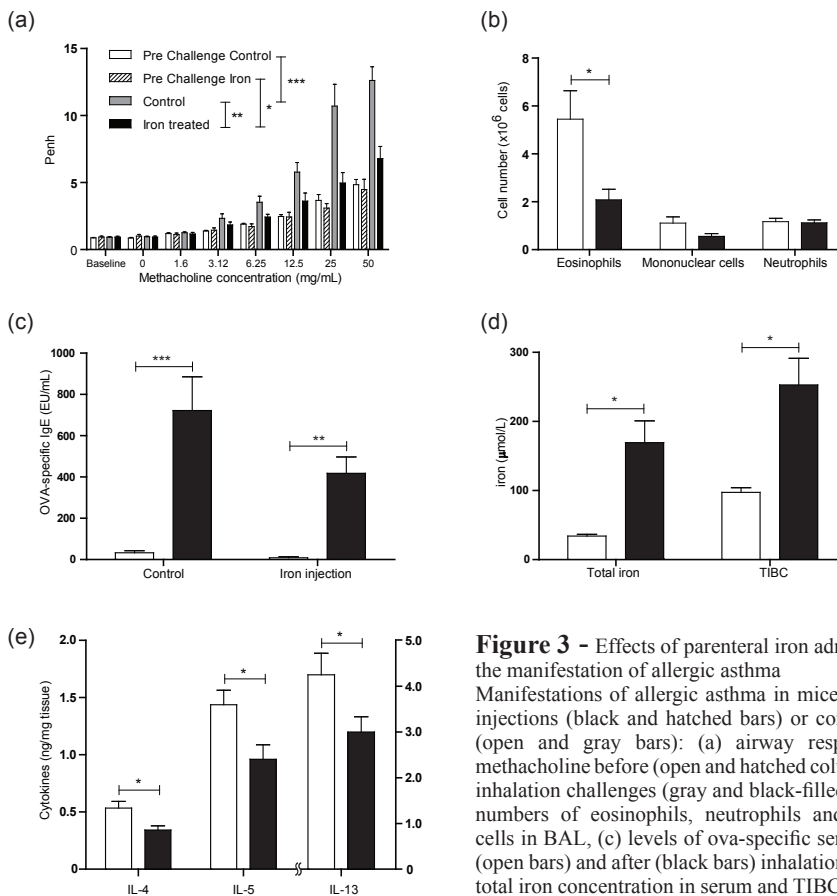 (a)
15
10
5
0
Penh
Pre Challenge Control
Pre Challenge Iron
Control
Iron treated
***
*
**
Baseline 0 1.6 3.12 6.25 12.5 25 50
Methacholine concentration (mg/mL)
(b)
8
6
4
2
0
Cell number (x10⁶ cells)
*
Eosinophils Mononuclear cells Neutrophils
(c)
1000
800
600
400
200
0
OVA-specific IgE (EU/mL)
***
**
Control Iron injection
(d)
300
200
100
0
iron (µmol/L)
*
*
Total iron TIBC
(e)
2.0
1.5
1.0
0.5
0.0
Cytokines (ng/mg tissue)
*
*
*
5.0
4.0
3.0
2.0
1.0
0.0
IL-4 IL-5 IL-13
Figure 3 - Effects of parenteral iron adr
the manifestation of allergic asthma
Manifestations of allergic asthma in mice
injections (black and hatched bars) or co
(open and gray bars): (a) airway resp
methacholine before (open and hatched col
inhalation challenges (gray and black-fille
numbers of eosinophils, neutrophils and
cells in BAL, (c) levels of ova-specific se
(open bars) and after (black bars) inhalation
total iron concentration in serum and TIBC